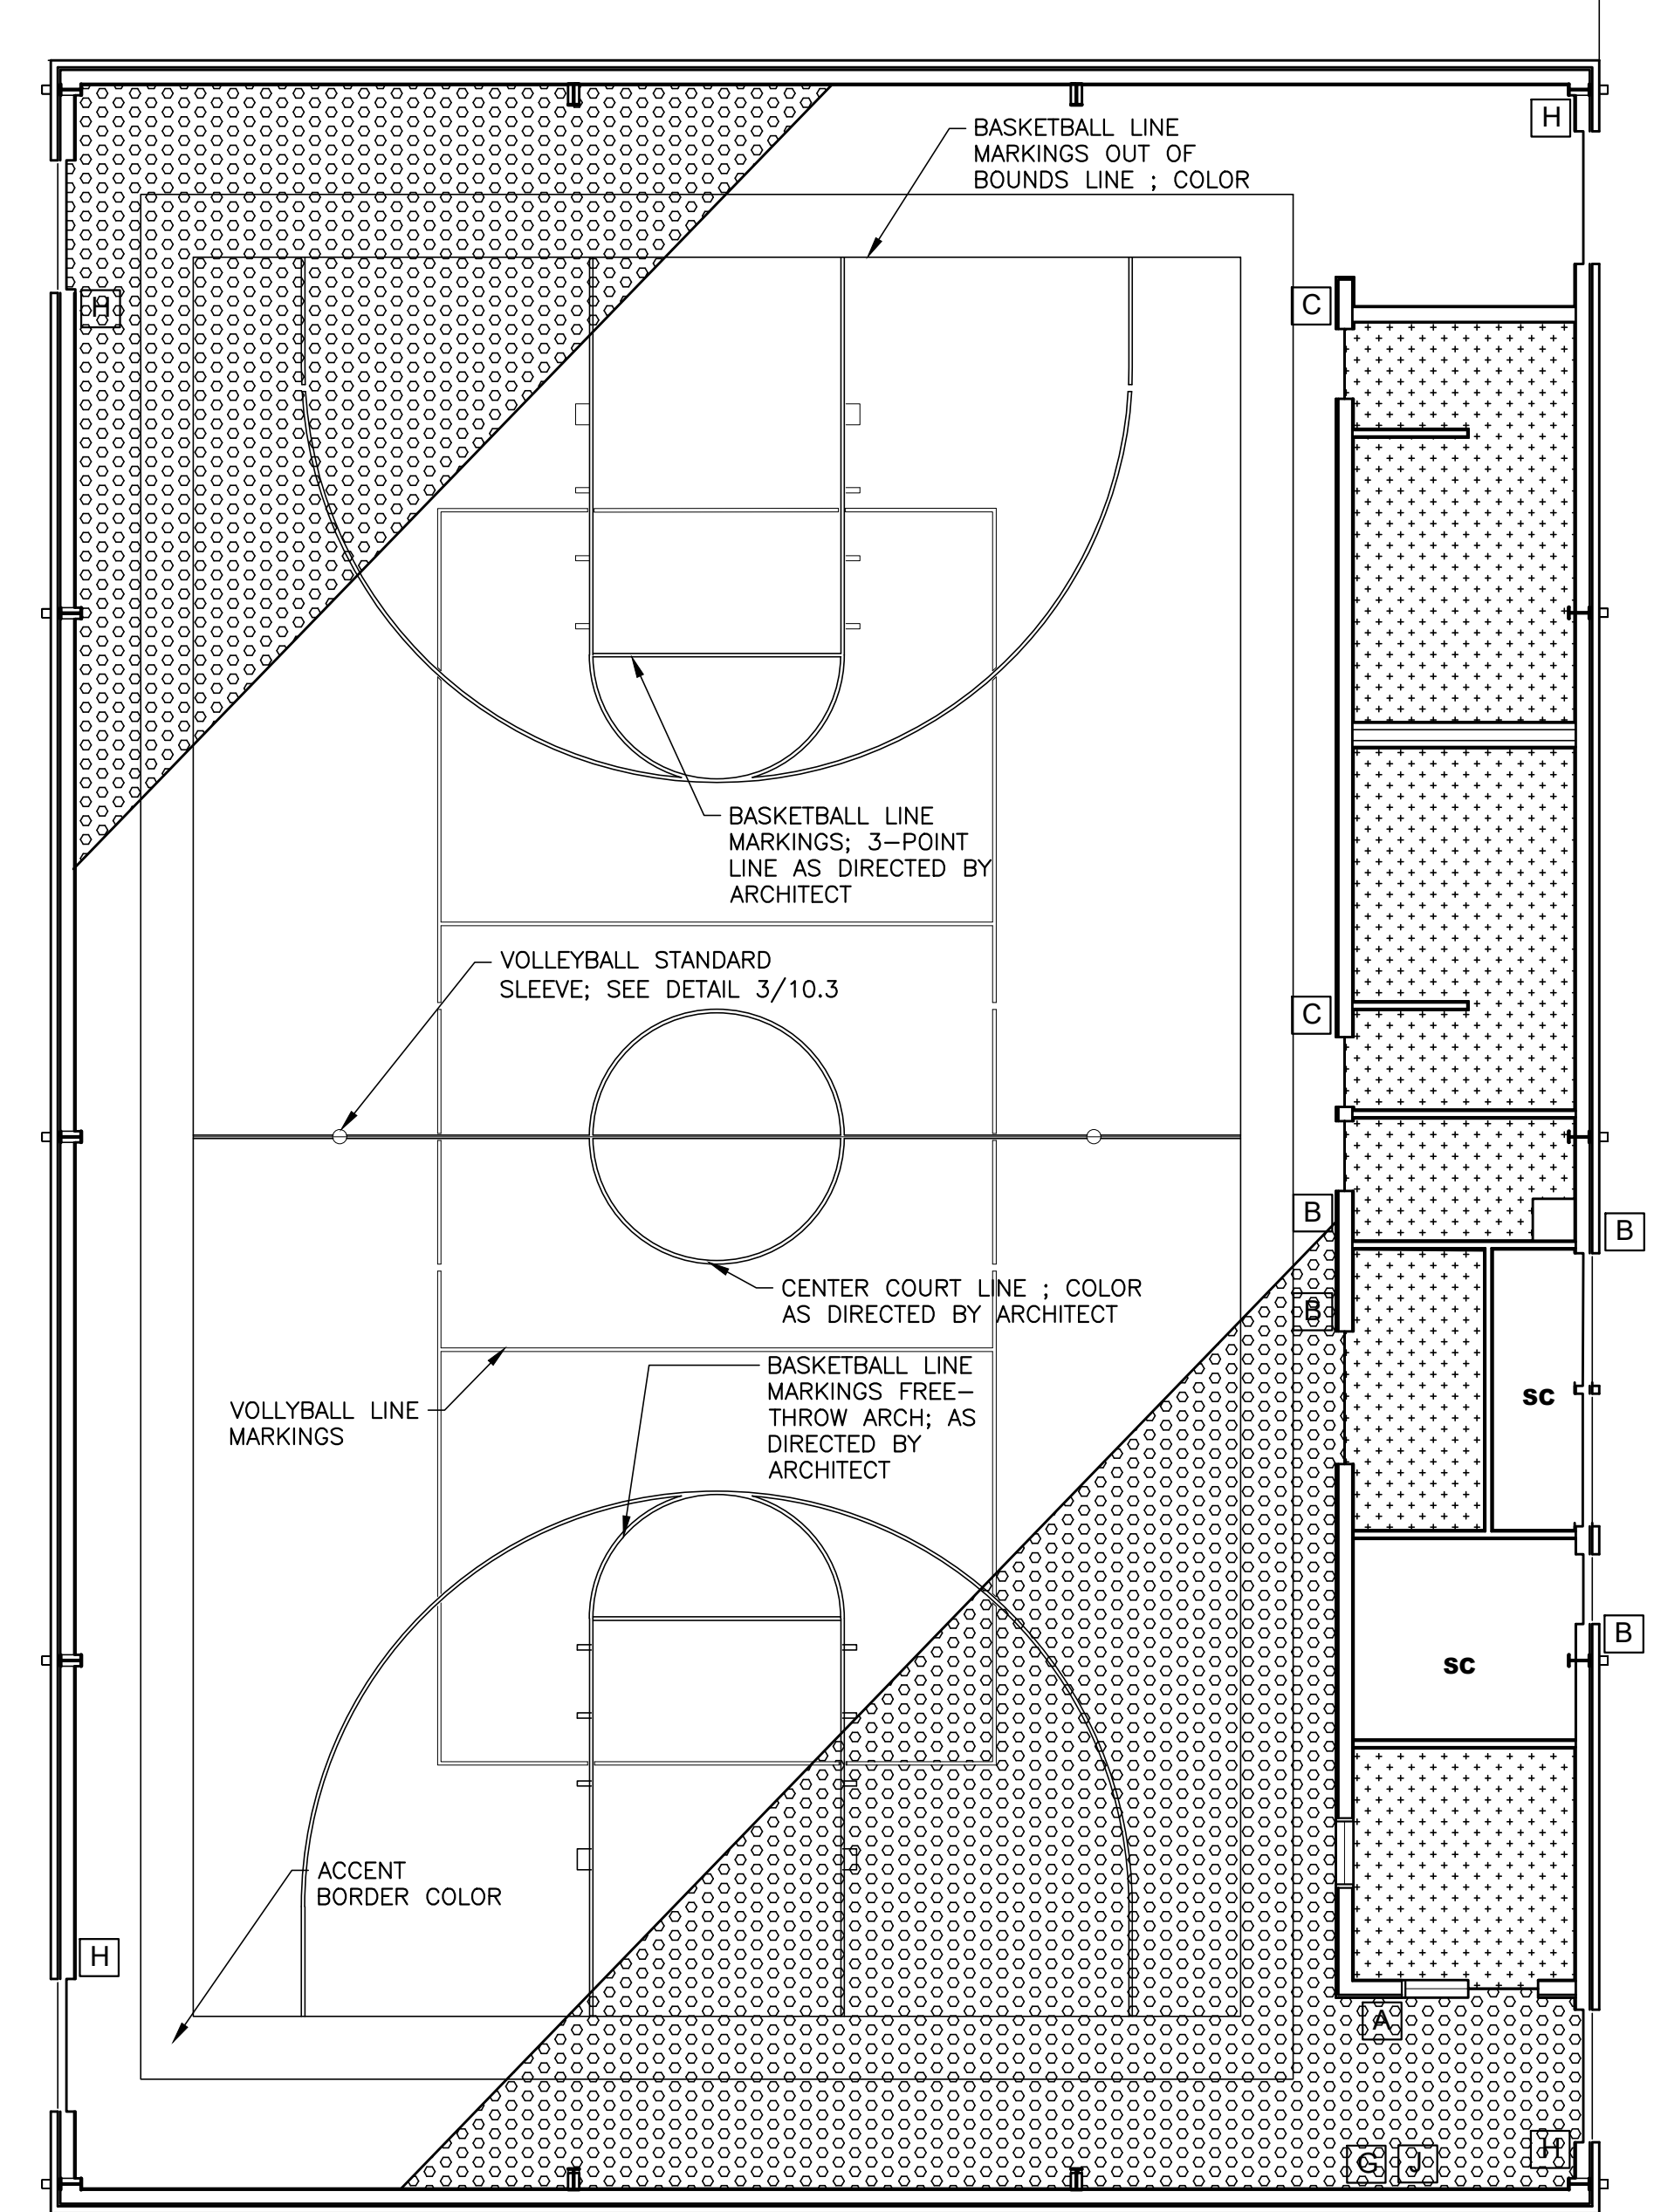 H
BASKETBALL LINE
MARKINGS OUT OF
BOUNDS LINE ; COLOR
H
C
BASKETBALL LINE
MARKINGS; 3-POINT
LINE AS DIRECTED BY
ARCHITECT
VOLLEYBALL STANDARD
SLEEVE; SEE DETAIL 3/10.3
C
B
B
CENTER COURT LINE ; COLOR
AS DIRECTED BY ARCHITECT
B
BASKETBALL LINE
MARKINGS FREE-
THROW ARCH; AS
DIRECTED BY
ARCHITECT
sc
VOLLYBALL LINE
MARKINGS
B
sc
ACCENT
BORDER COLOR
H
A
G J H